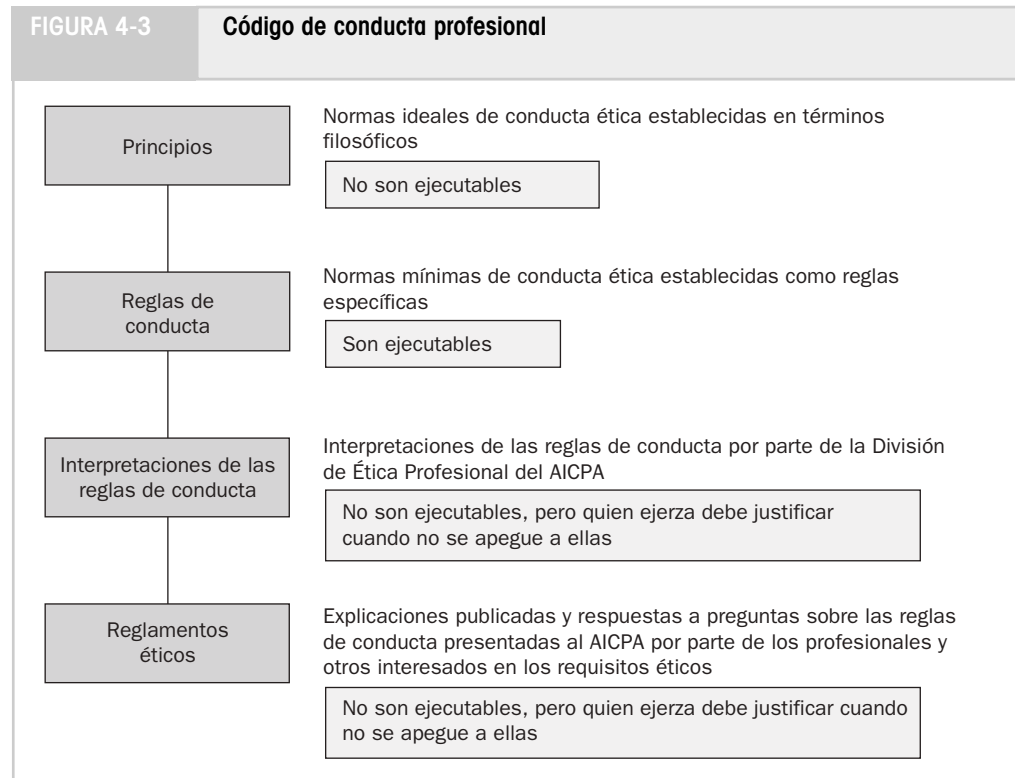 FIGURA 4-3
Código de conducta profesional
Principios
Normas ideales de conducta ética establecidas en términos
filosóficos
No son ejecutables
Reglas de
conducta
Normas mínimas de conducta ética establecidas como reglas
específicas
Son ejecutables
Interpretaciones de las
reglas de conducta
Interpretaciones de las reglas de conducta por parte de la División
de Ética Profesional del AICPA
No son ejecutables, pero quien ejerza debe justificar
cuando no se apegue a ellas
Reglamentos
éticos
Explicaciones publicadas y respuestas a preguntas sobre las reglas
de conducta presentadas al AICPA por parte de los profesionales y
otros interesados en los requisitos éticos
No son ejecutables, pero quien ejerza debe justificar cuando
no se apegue a ellas